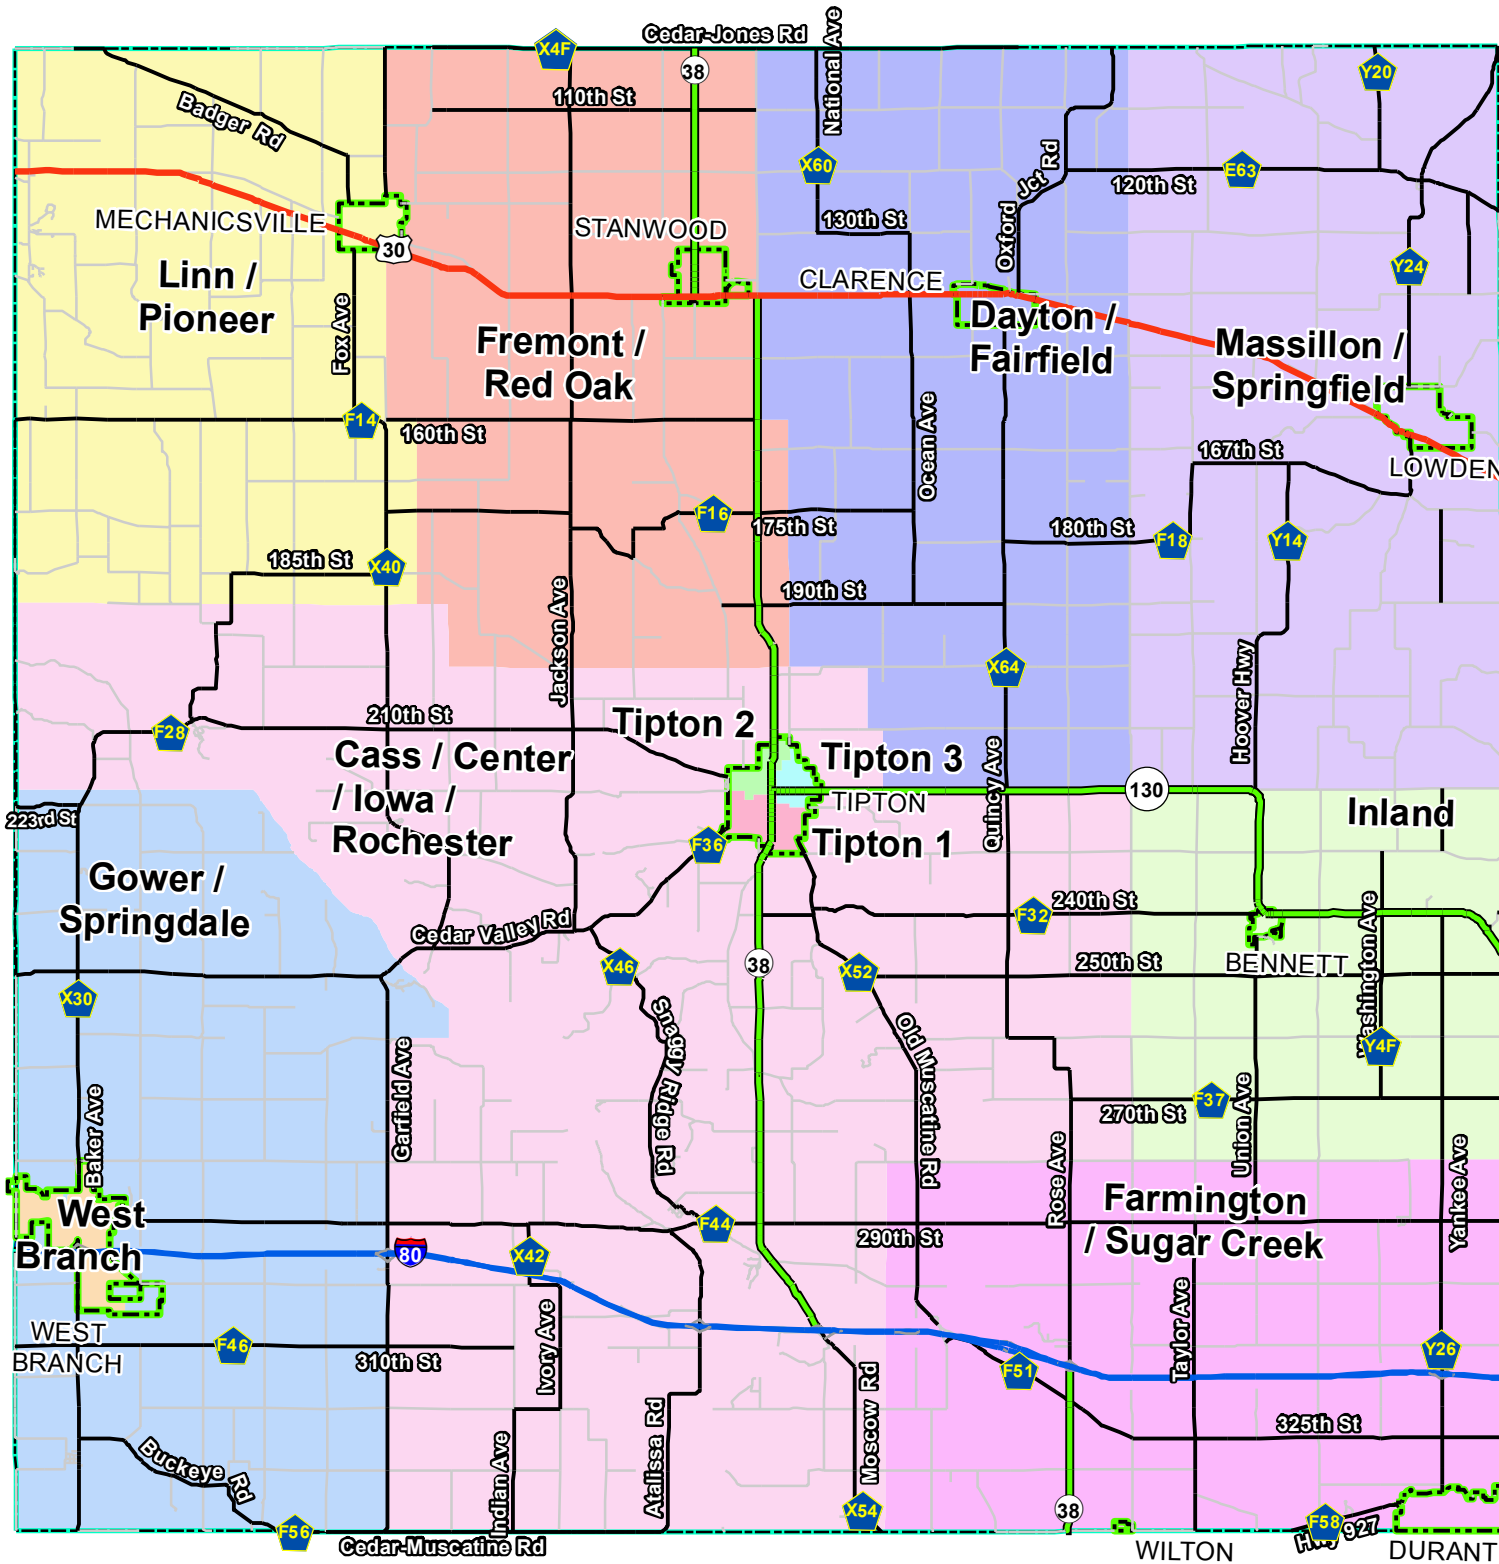 Cedar-Jones Rd
X4F
38
National Ave
Y20
Badger Rd
110th St
X60
Oxford Jct Rd
E63
120th St
MECHANICSVILLE
STANWOOD
130th St
30
Linn /
Pioneer
CLARENCE
Y24
Fox Ave
Fremont /
Red Oak
Dayton /
Fairfield
Massillon /
Springfield
F14
160th St
Ocean Ave
167th St
LOWDEN
F16
175th St
180th St
F18
Y14
185th St
X40
Jackson Ave
190th St
X64
Hoover Hwy
210th St
F28
Tipton 2
Cass / Center
/ Iowa /
Rochester
Tipton 3
Quincy Ave
130
TIPTON
Inland
223rd St
F36
Tipton 1
Gower /
Springdale
240th St
F32
Washington Ave
Cedar Valley Rd
X46
38
X52
250th St
BENNETT
X30
Snaggy Ridge Rd
Old Muscatine Rd
Y4F
Garfield Ave
Baker Ave
270th St
F37
Union Ave
Rose Ave
Yankee Ave
West
Branch
Farmington
/ Sugar Creek
F44
290th St
80
X42
Taylor Ave
Ivory Ave
WEST
BRANCH
F46
310th St
Y26
F51
Moscow Rd
Atalissa Rd
325th St
Indian Ave
Buckeye Rd
F56
Cedar-Muscatine Rd
X54
38
F58
Hwy 927
WILTON
DURANT